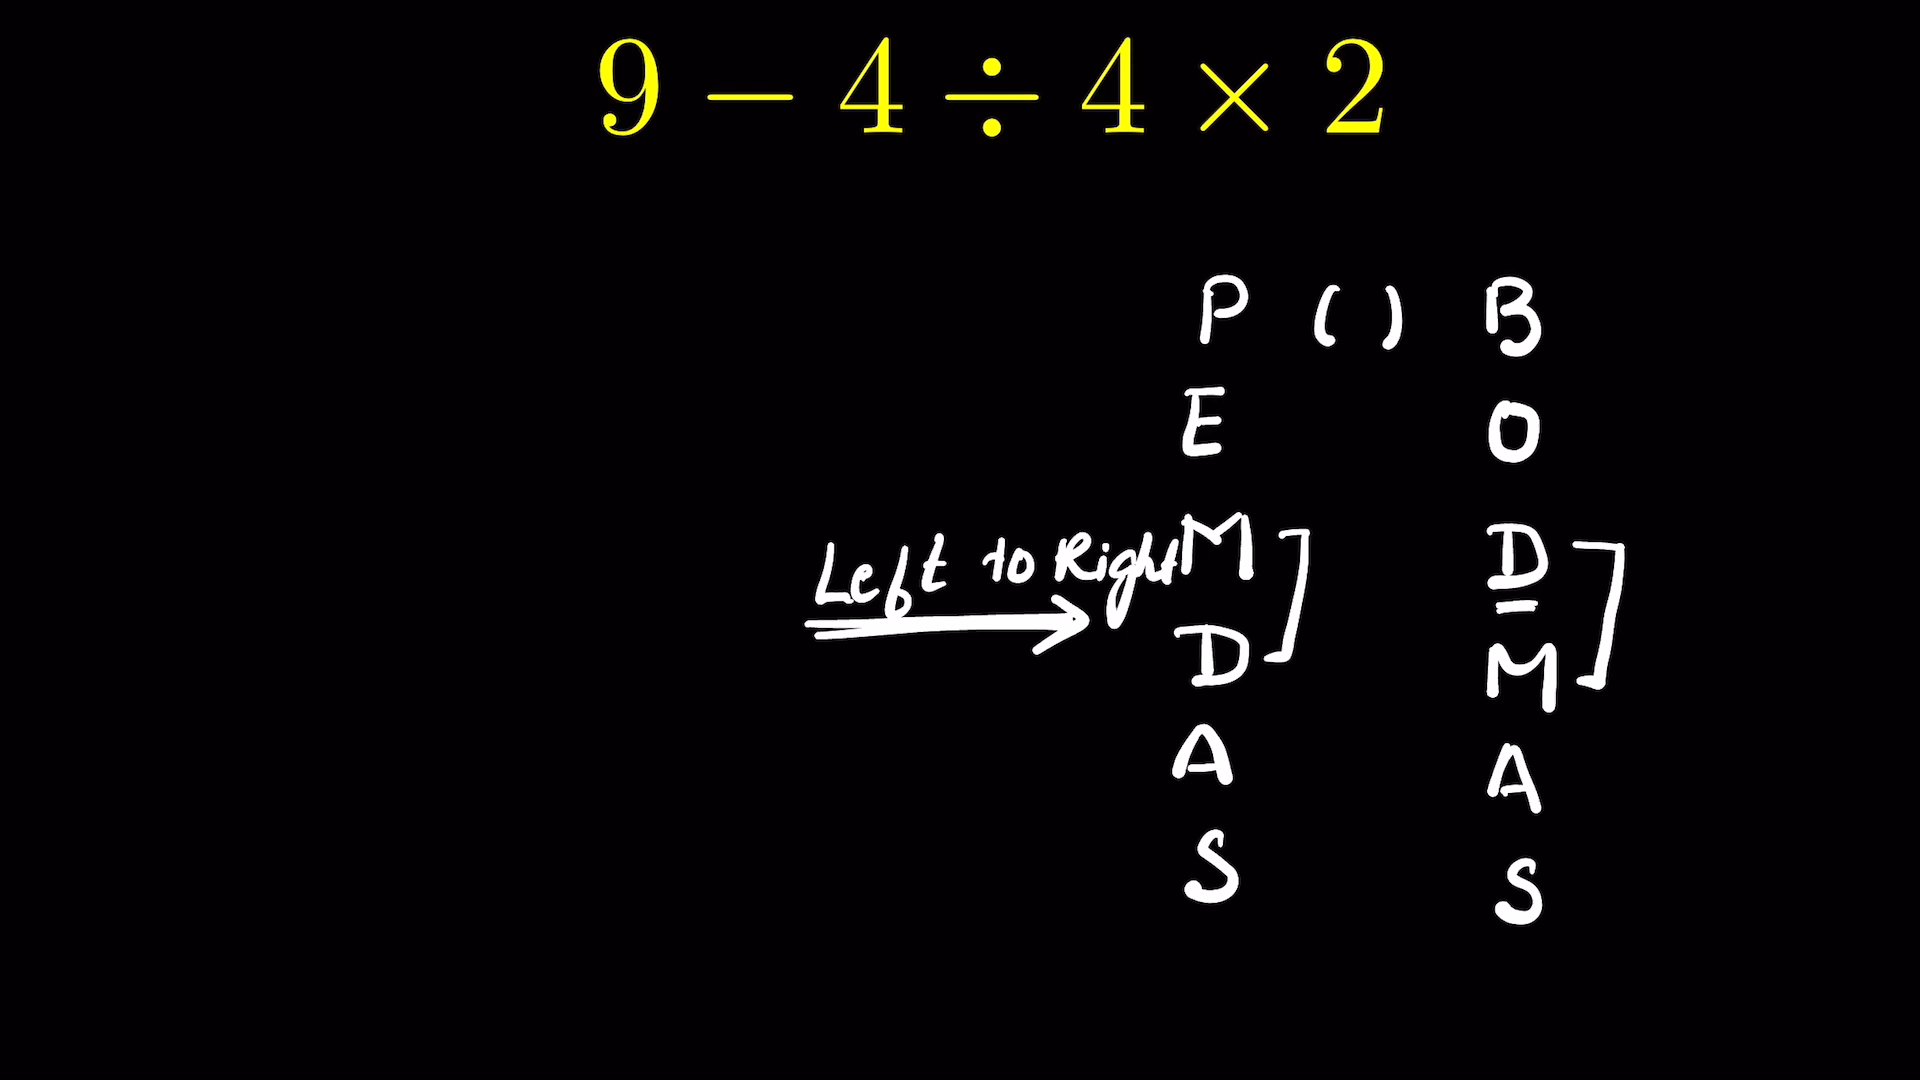 9 − 4 ÷ 4 × 2
P ( ) B
E O
Left to Right M D
D M
A A
S S